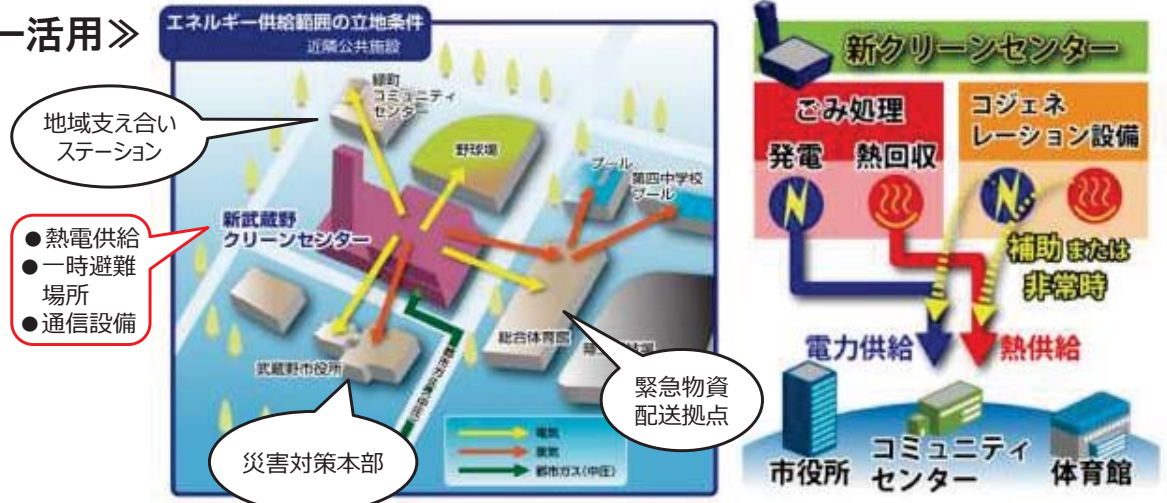 ー活用≫
エネルギー供給範囲の立地条件
近隣公共施設
緑町
コミュニティ
センター
地域支え合い
ステーション
野球場
プール
第四中学校
プール
新武蔵野
クリーンセンター
●熱電供給
●一時避難
場所
●通信設備
総合体育館
武蔵野市役所
都市ガス(中圧)
緊急物資
配送拠点
災害対策本部
電気
蒸気
都市ガス(中圧)
新クリーンセンター
ごみ処理
発電 熱回収
コジェネ
レーション設備
補助または
非常時
電力供給
熱供給
市役所
コミュニティ
センター
体育館